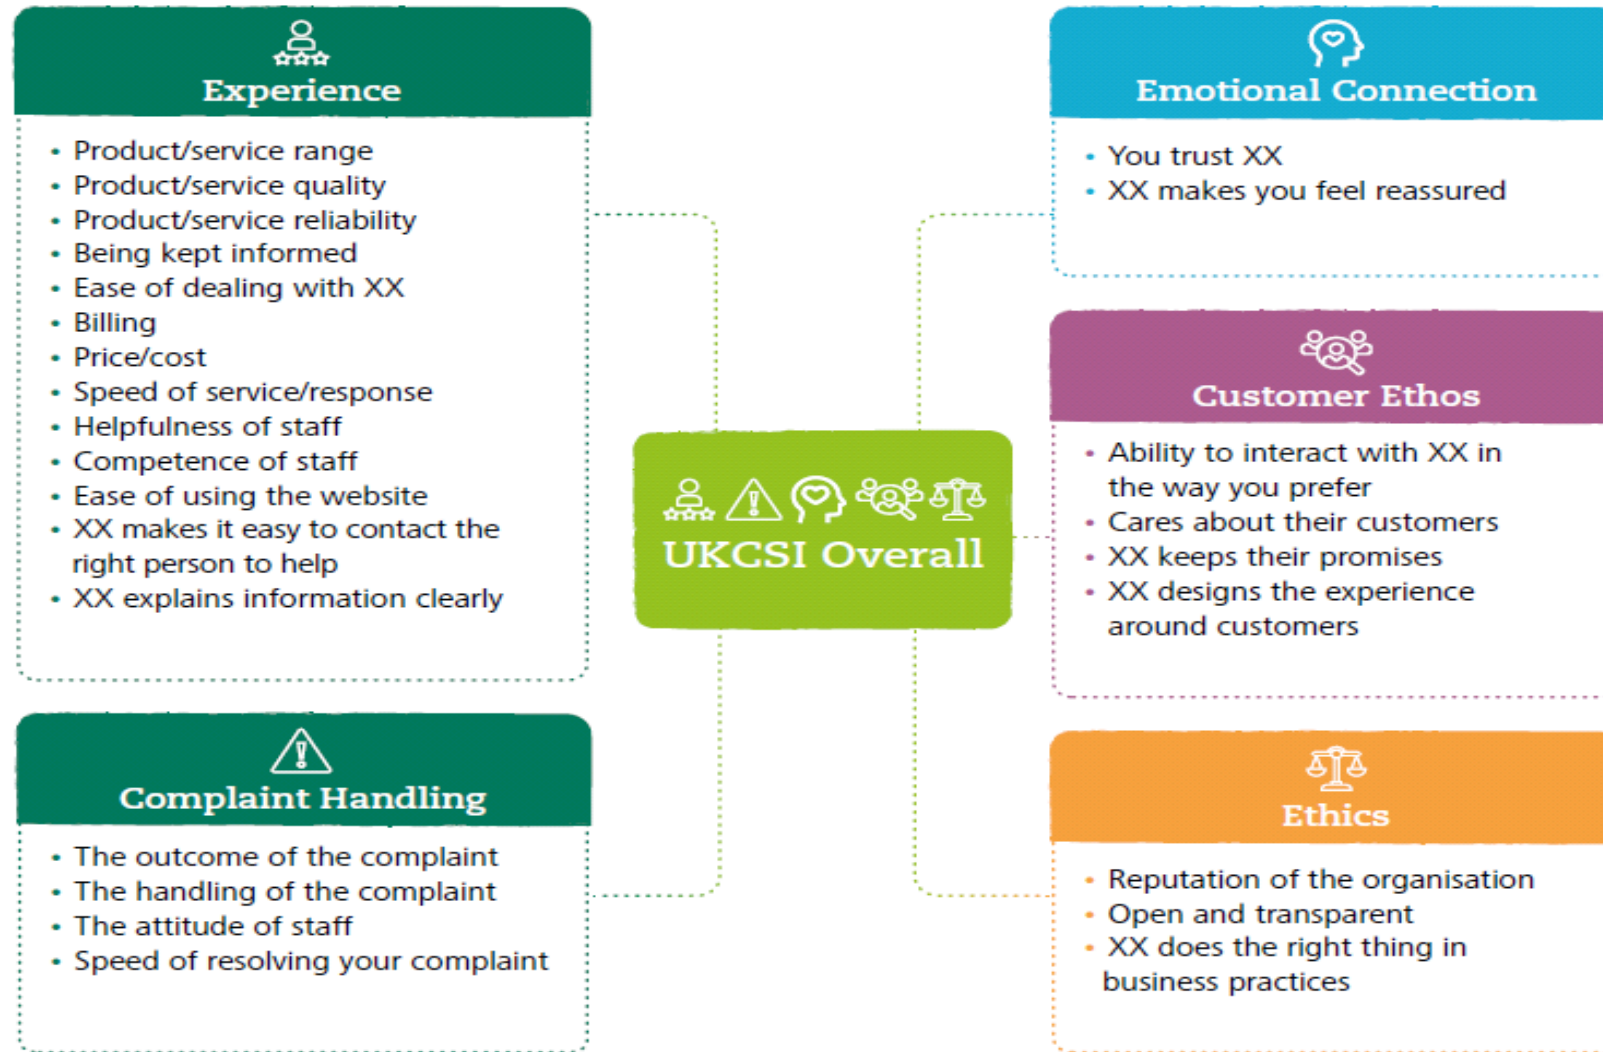 Experience
• Product/service range
• Product/service quality
• Product/service reliability
• Being kept informed
• Ease of dealing with XX
• Billing
• Price/cost
• Speed of service/response
• Helpfulness of staff
• Competence of staff
• Ease of using the website
• XX makes it easy to contact the
right person to help
• XX explains information clearly
Complaint Handling
• The outcome of the complaint
• The handling of the complaint
• The attitude of staff
• Speed of resolving your complaint
UKCSI Overall
Emotional Connection
• You trust XX
• XX makes you feel reassured
Customer Ethos
• Ability to interact with XX in
the way you prefer
• Cares about their customers
• XX keeps their promises
• XX designs the experience
around customers
Ethics
• Reputation of the organisation
• Open and transparent
• XX does the right thing in
business practices